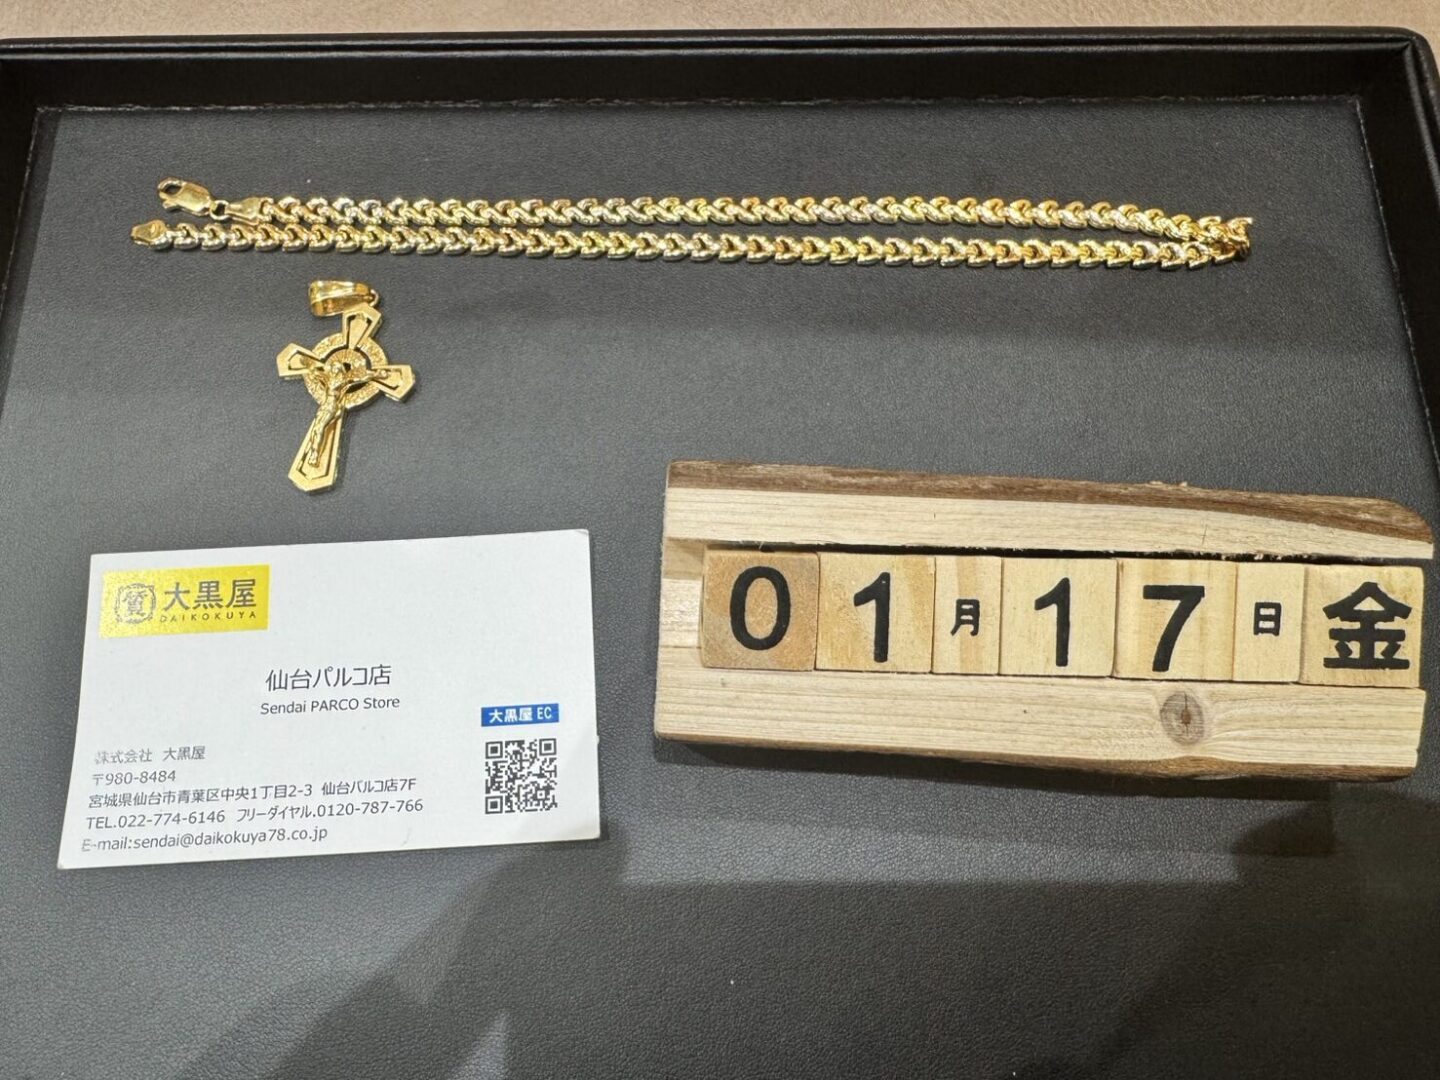 質 大黒屋
DAIKOKUYA
仙台パルコ店
Sendai PARCO Store
大黒屋 EC
株式会社 大黒屋
〒980-8484
宮城県仙台市青葉区中央1丁目2-3 仙台パルコ店7F
TEL.022-774-6146 フリーダイヤル.0120-787-766
E-mail:sendai@daikokuya78.co.jp
01月17日金